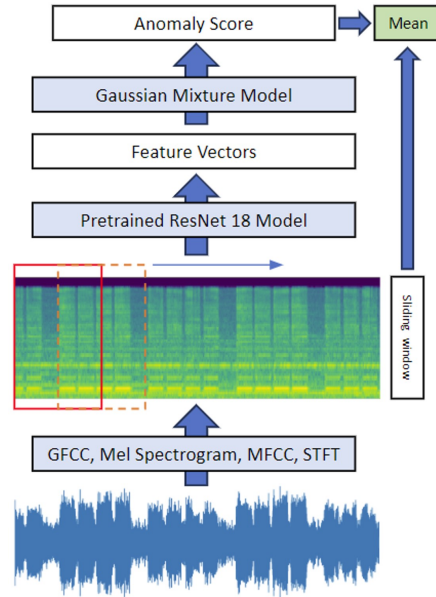 Anomaly Score
Mean
Gaussian Mixture Model
Feature Vectors
Pretrained ResNet 18 Model
Sliding window
GFCC, Mel Spectrogram, MFCC, STFT